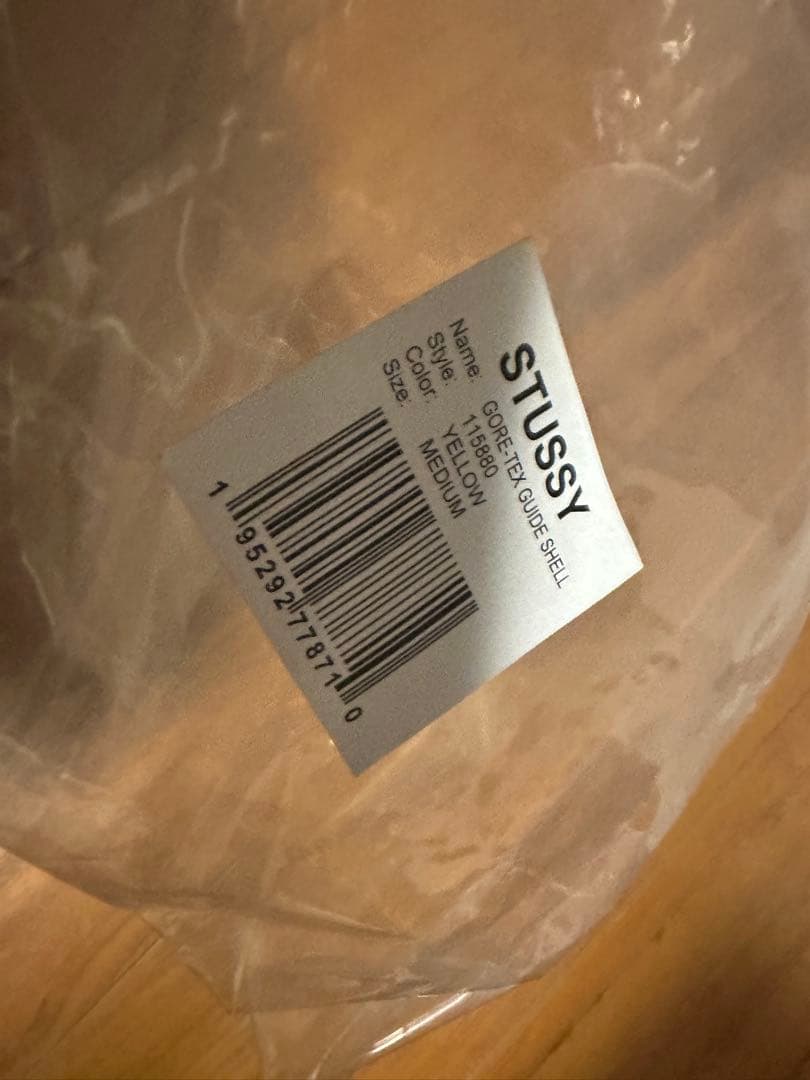 STUSSY
Name: GORE-TEX GUIDE SHELL
Style: 115880
Color: YELLOW
Size: MEDIUM
1 95292 77871 0